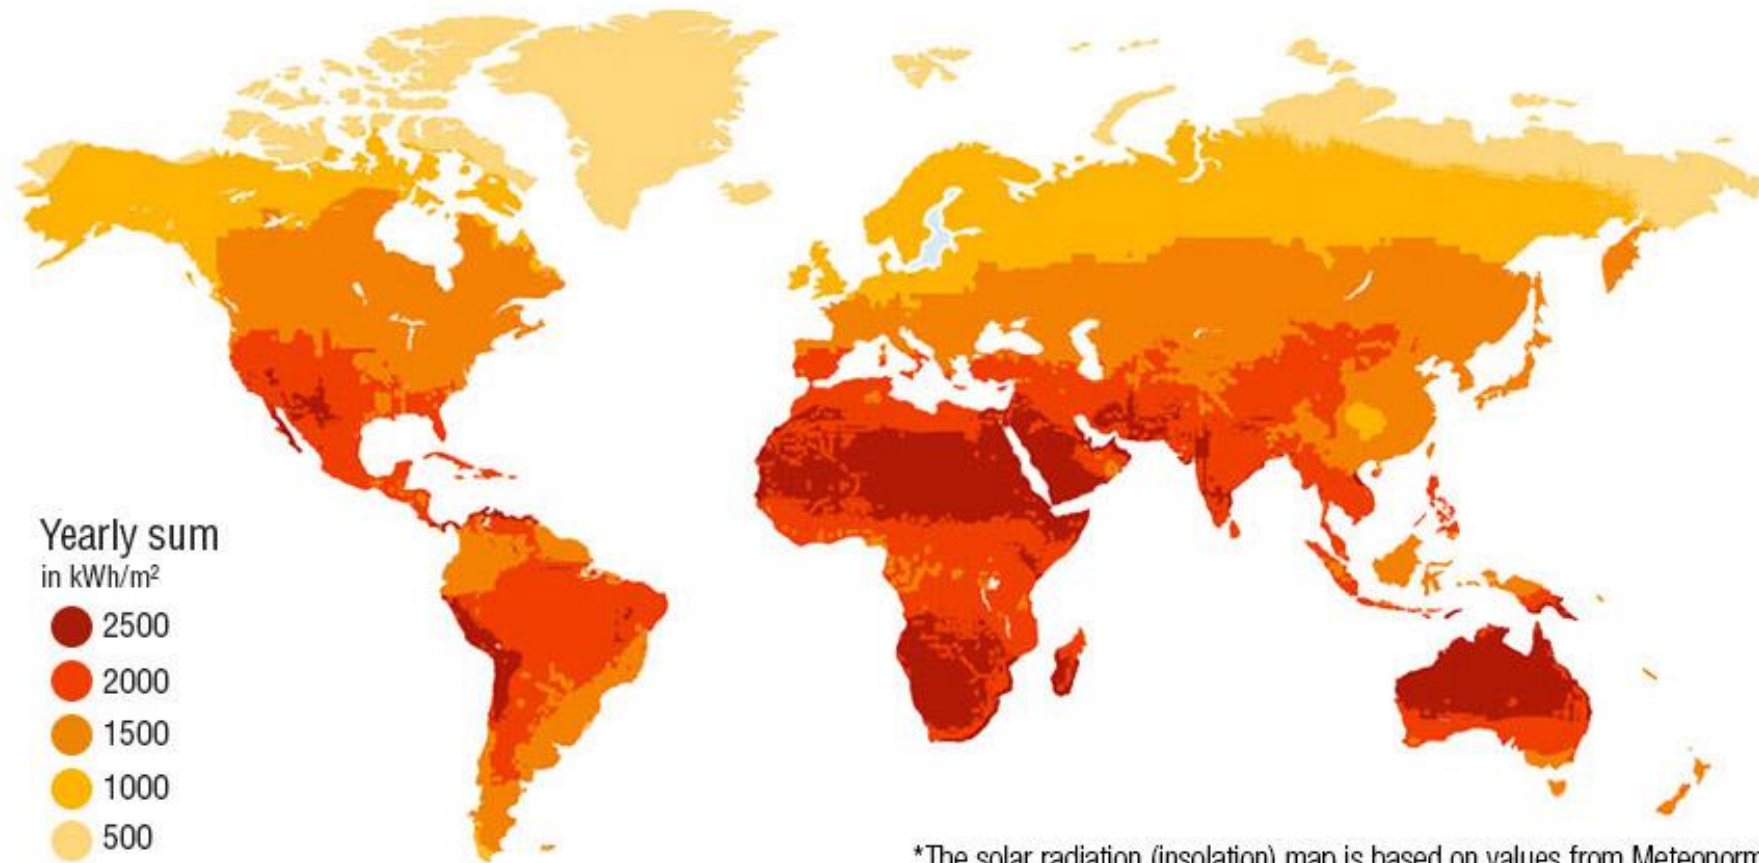 Yearly sum
in kWh/m²
2500
2000
1500
1000
500
*The solar radiation (insolation) map is based on values from Meteonorm